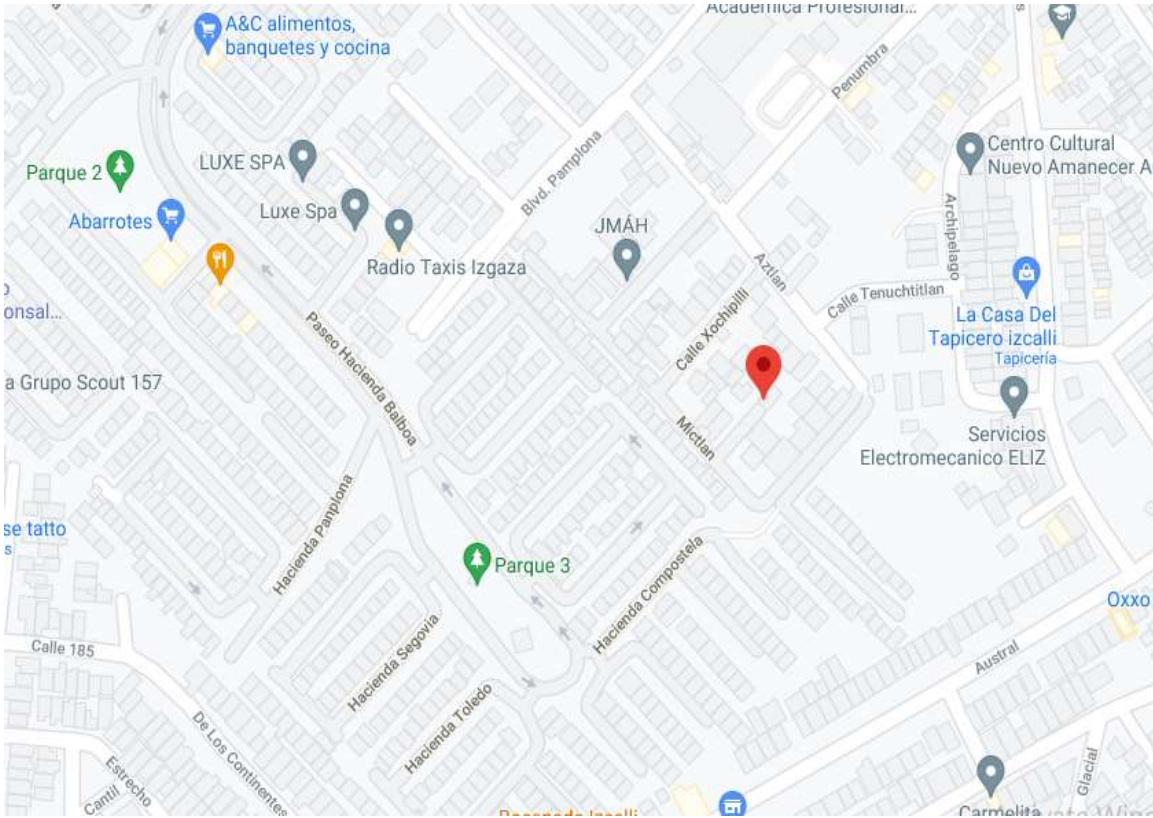 A&C alimentos,
banquetes y cocina
Academica Profesional...
Penumbra
Parque 2
LUXE SPA
Blvd. Pamplona
Centro Cultural
Nuevo Amanecer A
Abarrotes
Luxe Spa
Radio Taxis Izgaza
JMÁH
Archipelago
Aztlan
Calle Tenuchtitlan
onsal...
La Casa Del
Tapicero izcalli
Tapicería
Paseo Hacienda Balboa
Calle Xochipilli
a Grupo Scout 157
Mictlan
Servicios
Electromecanico ELIZ
se tatto
s
Hacienda Panplona
Parque 3
Hacienda Compostela
Oxxo
Calle 185
Hacienda Segovia
Austral
Hacienda Toledo
De Los Continentes
Estrecho
Cantil
Glacial
Carmelita